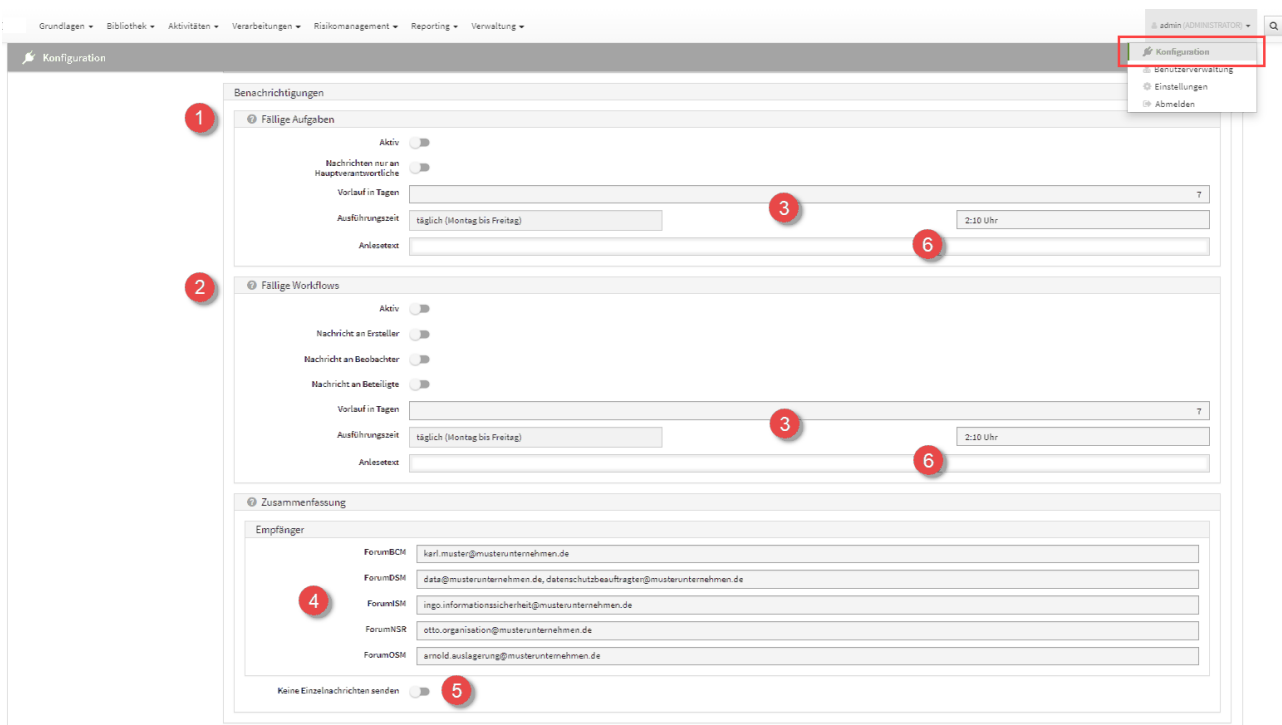 Grundlagen Bibliothek Aktivitäten Verarbeitungen Risikomanagement Reporting Verwaltung admin (ADMINISTRATOR)
Konfiguration
Konfiguration
Benutzerverwaltung
Einstellungen
Abmelden
Benachrichtigungen
1
Fällige Aufgaben
Aktiv
Nachrichten nur an
Hauptverantwortliche
Vorlauf in Tagen 7
3
Ausführungszeit täglich (Montag bis Freitag) 2:10 Uhr
Anlesetext 6
2
Fällige Workflows
Aktiv
Nachricht an Ersteller
Nachricht an Beobachter
Nachricht an Beteiligte
Vorlauf in Tagen 7
3
Ausführungszeit täglich (Montag bis Freitag) 2:10 Uhr
Anlesetext 6
Zusammenfassung
Empfänger
ForumBCM karl.muster@musterunternehmen.de
ForumDSM data@musterunternehmen.de, datenschutzbeauftragter@musterunternehmen.de
4
ForumISM ingo.informationssicherheit@musterunternehmen.de
ForumNSR otto.organisation@musterunternehmen.de
ForumOSM arnold.auslagerung@musterunternehmen.de
Keine Einzelnachrichten senden 5